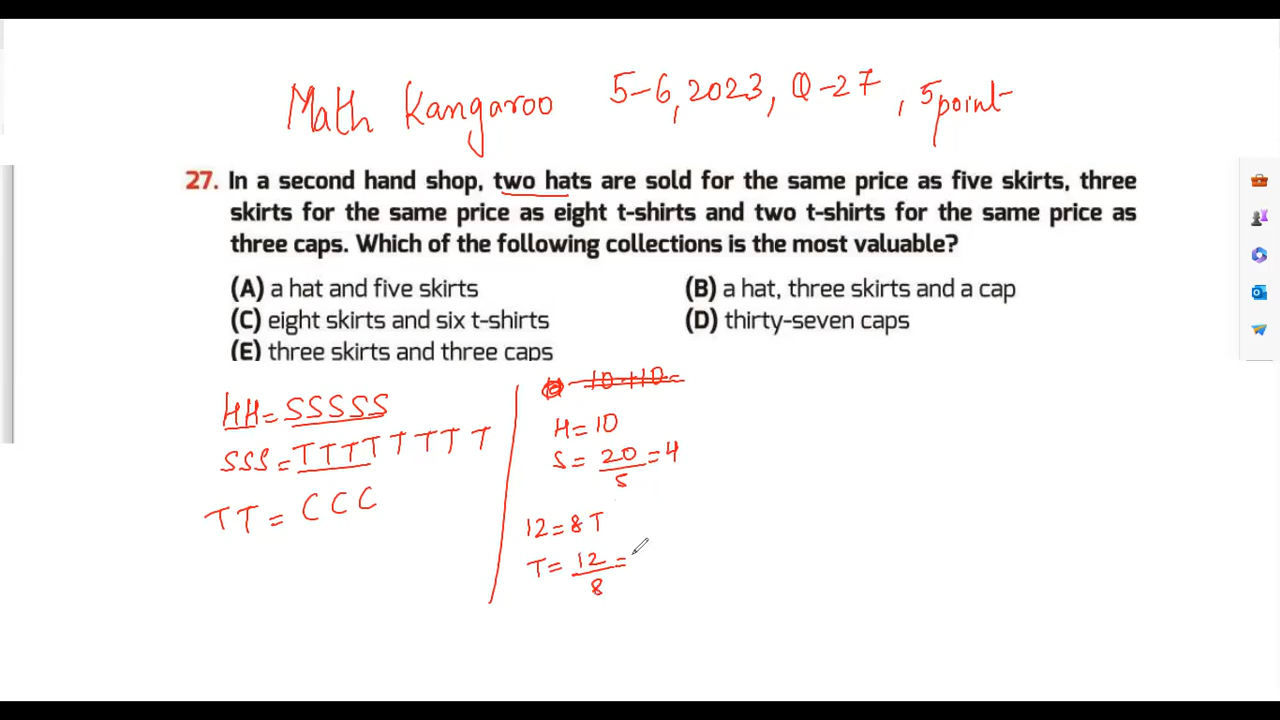 Math Kangaroo 5-6, 2023, Q-27, 5 point
27. In a second hand shop, two hats are sold for the same price as five skirts, three
skirts for the same price as eight t-shirts and two t-shirts for the same price as
three caps. Which of the following collections is the most valuable?
(A) a hat and five skirts (B) a hat, three skirts and a cap
(C) eight skirts and six t-shirts (D) thirty-seven caps
(E) three skirts and three caps
HH = SSSSS
SSS = TTTTTTTT
TT = CCC
10+10=
H = 10
S = 20/5 = 4
12 = 8T
T = 12/8 =